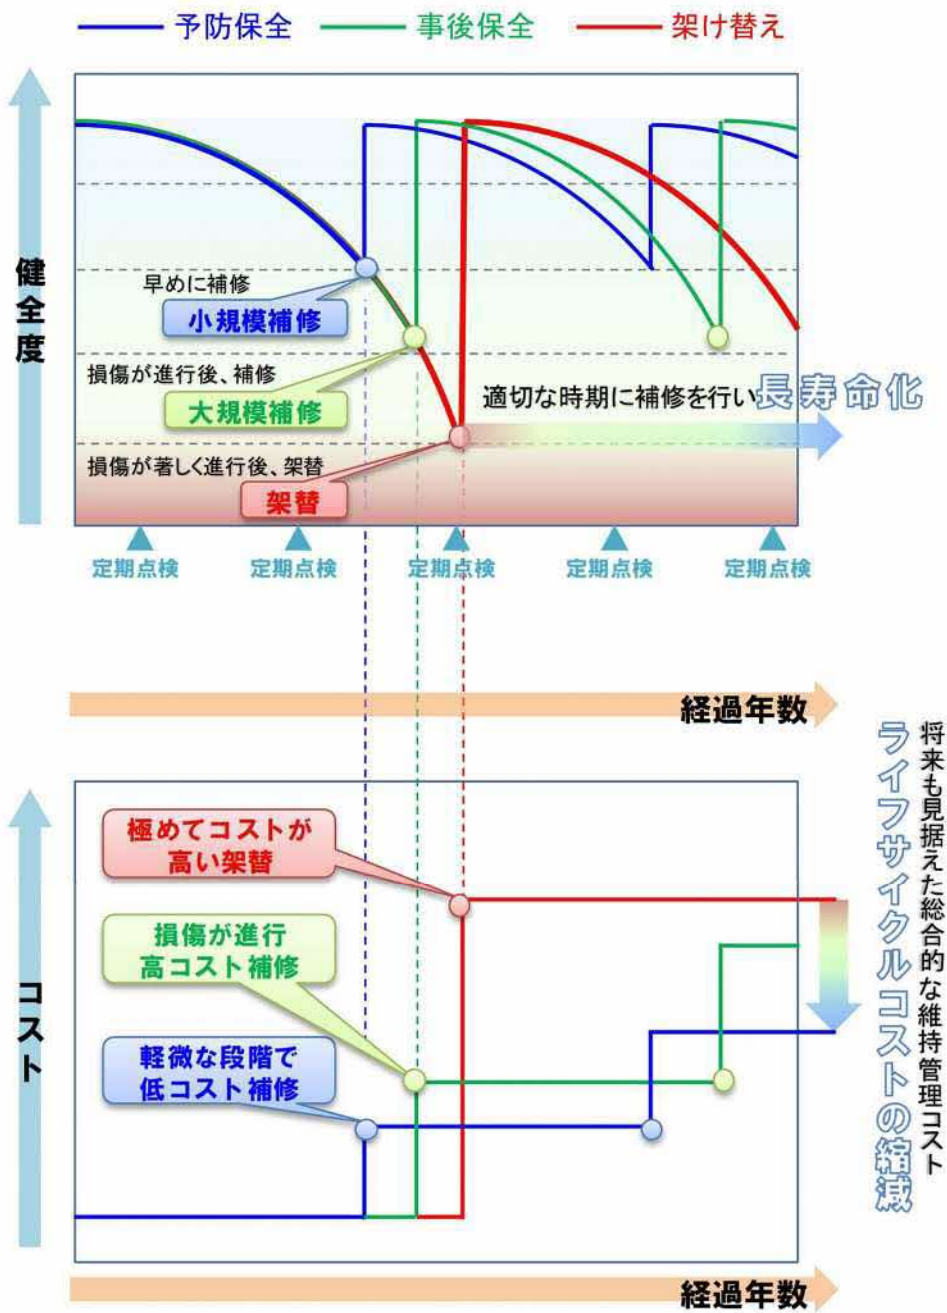 予防保全 事後保全 架け替え
健全度
早めに補修
小規模補修
損傷が進行後、補修
大規模補修
適切な時期に補修を行い長寿命化
損傷が著しく進行後、架替
架替
定期点検 定期点検 定期点検 定期点検 定期点検
経過年数
コスト
極めてコストが
高い架替
損傷が進行
高コスト補修
軽微な段階で
低コスト補修
将来も見据えた総合的な維持管理コスト
ライフサイクルコストの縮減
経過年数